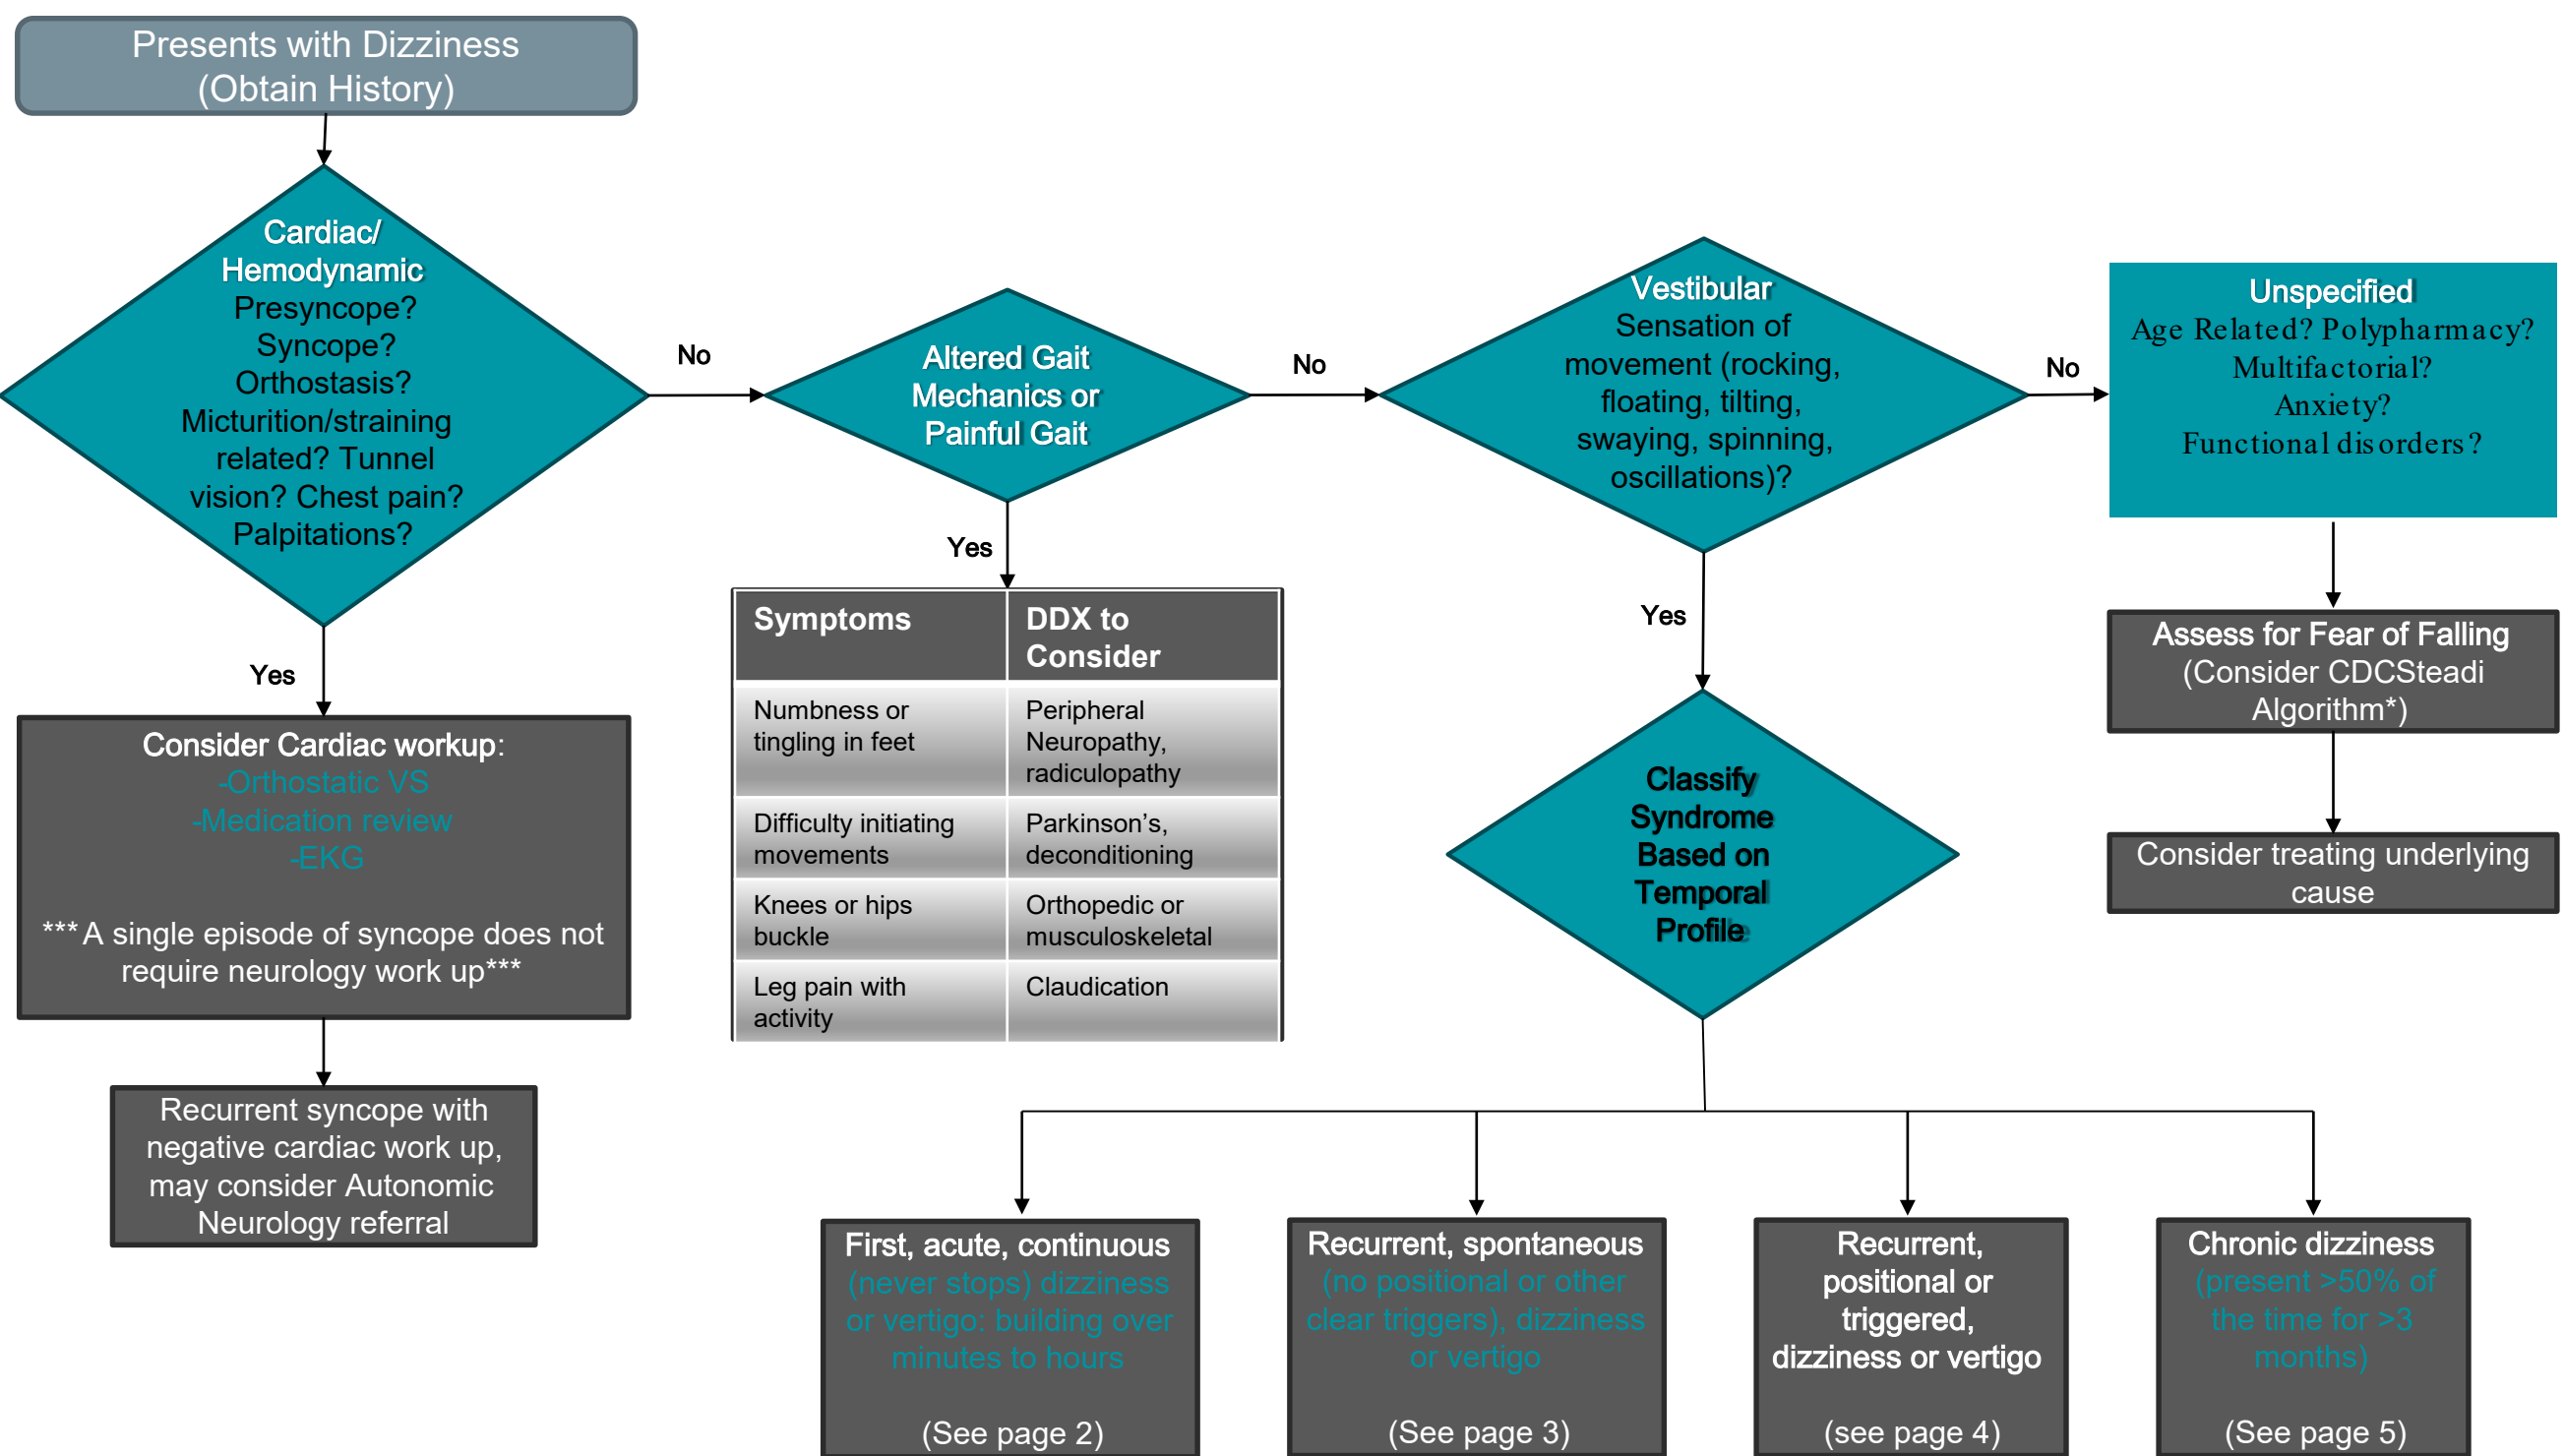 Presents with Dizziness
(Obtain History)
Cardiac/
Hemodynamic
Presyncope?
Syncope?
Orthostasis?
Micturition/straining
related? Tunnel
vision? Chest pain?
Palpitations?
No
Yes
Consider Cardiac workup:
-Orthostatic VS
-Medication review
-EKG
***A single episode of syncope does not
require neurology work up***
Recurrent syncope with
negative cardiac work up,
may consider Autonomic
Neurology referral
Altered Gait
Mechanics or
Painful Gait
No
Yes
Symptoms
DDX to
Consider
Numbness or
tingling in feet
Peripheral
Neuropathy,
radiculopathy
Difficulty initiating
movements
Parkinson's,
deconditioning
Knees or hips
buckle
Orthopedic or
musculoskeletal
Leg pain with
activity
Claudication
Vestibular
Sensation of
movement (rocking,
floating, tilting,
swaying, spinning,
oscillations)?
No
Yes
Classify
Syndrome
Based on
Temporal
Profile
Unspecified
Age Related? Polypharmacy?
Multifactorial?
Anxiety?
Functional disorders?
Assess for Fear of Falling
(Consider CDCSteadi
Algorithm*)
Consider treating underlying
cause
First, acute, continuous
(never stops) dizziness
or vertigo: building over
minutes to hours
(See page 2)
Recurrent, spontaneous
(no positional or other
clear triggers), dizziness
or vertigo
(See page 3)
Recurrent,
positional or
triggered,
dizziness or vertigo
(see page 4)
Chronic dizziness
(present >50% of
the time for >3
months)
(See page 5)